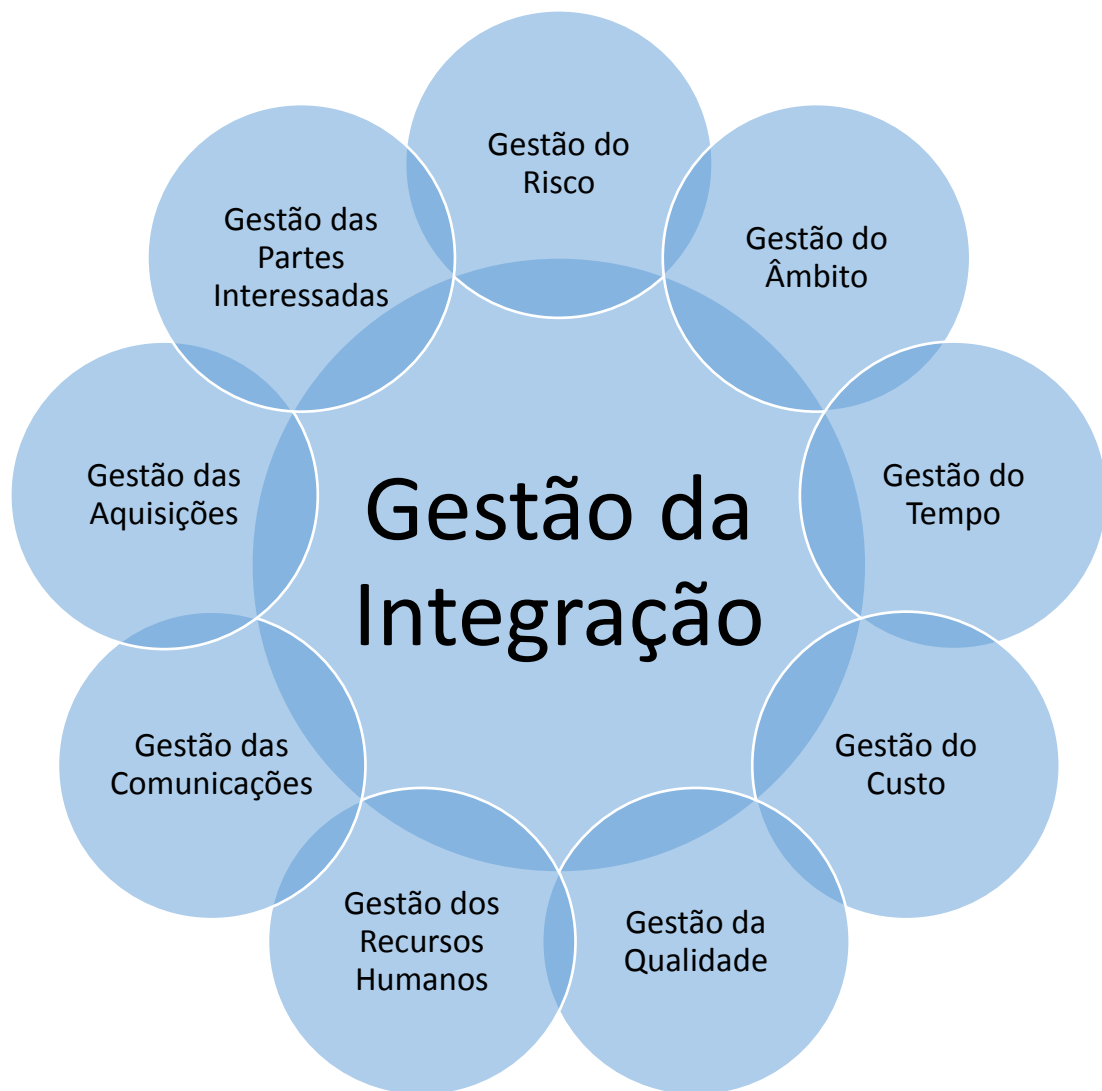 Gestão do
Risco
Gestão do
Âmbito
Gestão do
Tempo
Gestão do
Custo
Gestão da
Qualidade
Gestão dos
Recursos
Humanos
Gestão das
Comunicações
Gestão das
Aquisições
Gestão das
Partes
Interessadas
Gestão da
Integração